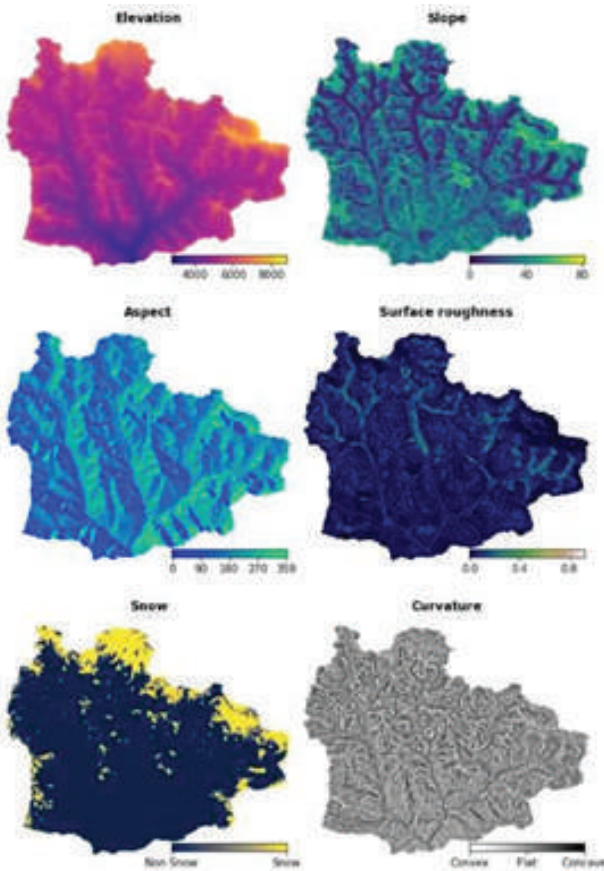 Elevation
Slope
4000 6000 8000
0 40 80
Aspect
Surface roughness
0 90 180 270 359
0.0 0.4 0.8
Snow
Curvature
Non Snow Snow
Convex Flat Concave